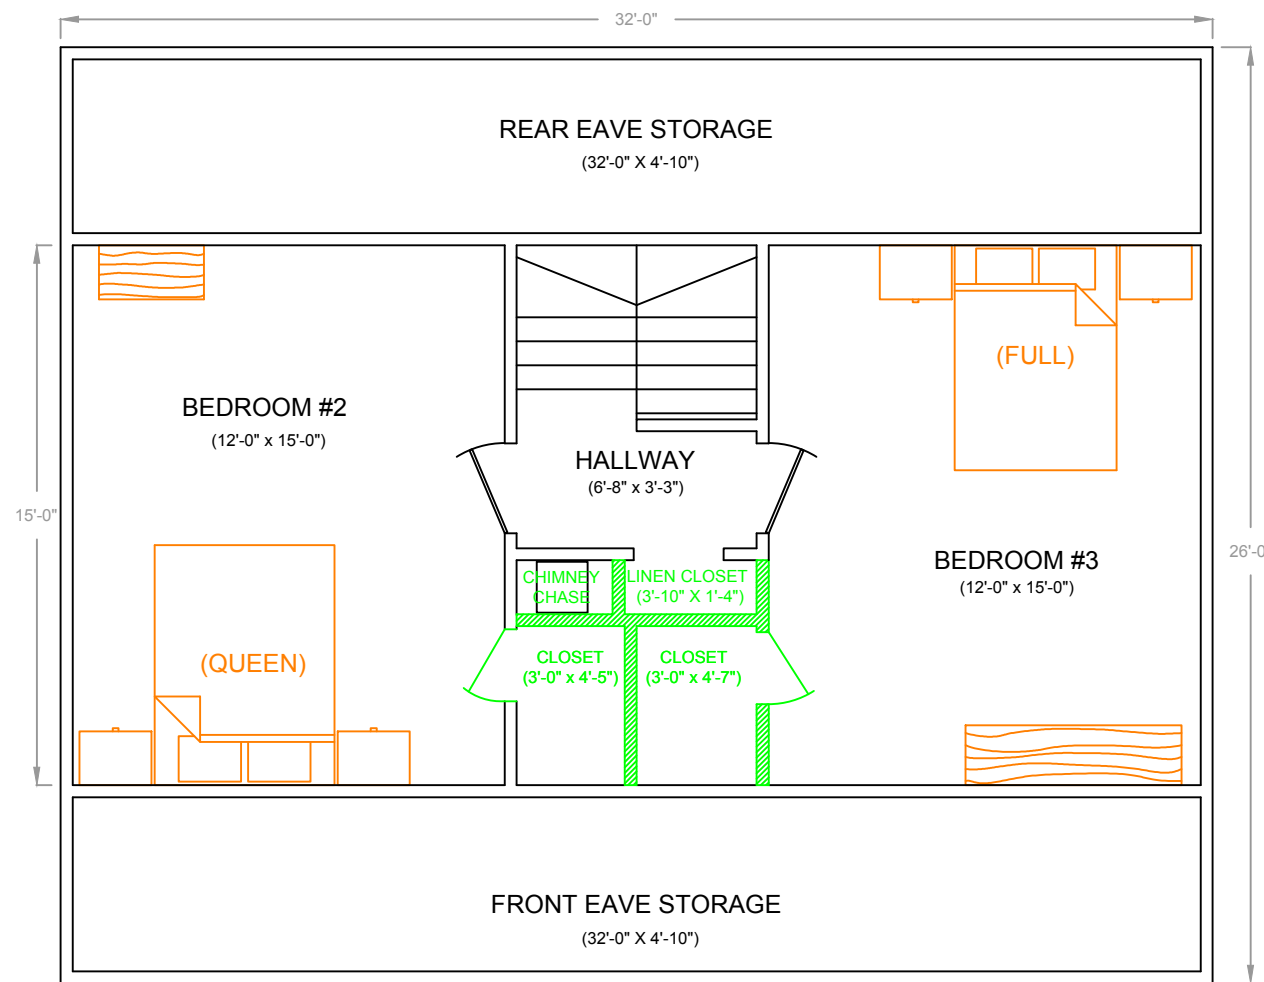 32'-0"
REAR EAVE STORAGE
(32'-0" X 4'-10")
(FULL)
BEDROOM #2
(12'-0" x 15'-0")
HALLWAY
(6'-8" x 3'-3")
15'-0"
26'-0
BEDROOM #3
(12'-0" x 15'-0")
CHIMNEY
CHASE
LINEN CLOSET
(3'-10" X 1'-4")
(QUEEN)
CLOSET
(3'-0" x 4'-5")
CLOSET
(3'-0" x 4'-7")
FRONT EAVE STORAGE
(32'-0" X 4'-10")